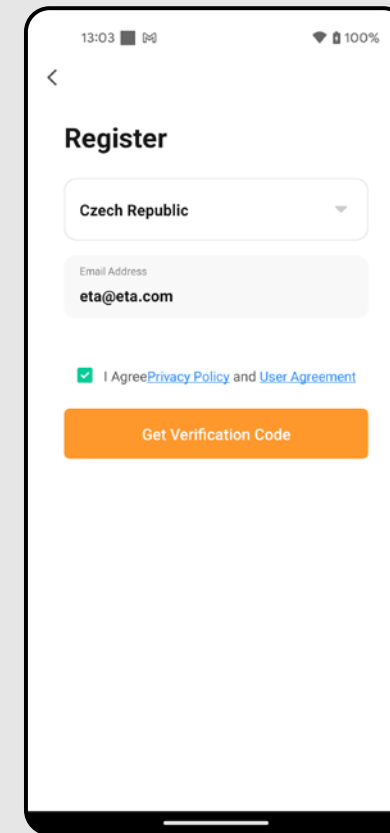 13:03 100%
Register
Czech Republic
Email Address
eta@eta.com
I AgreePrivacy Policy and User Agreement
Get Verification Code